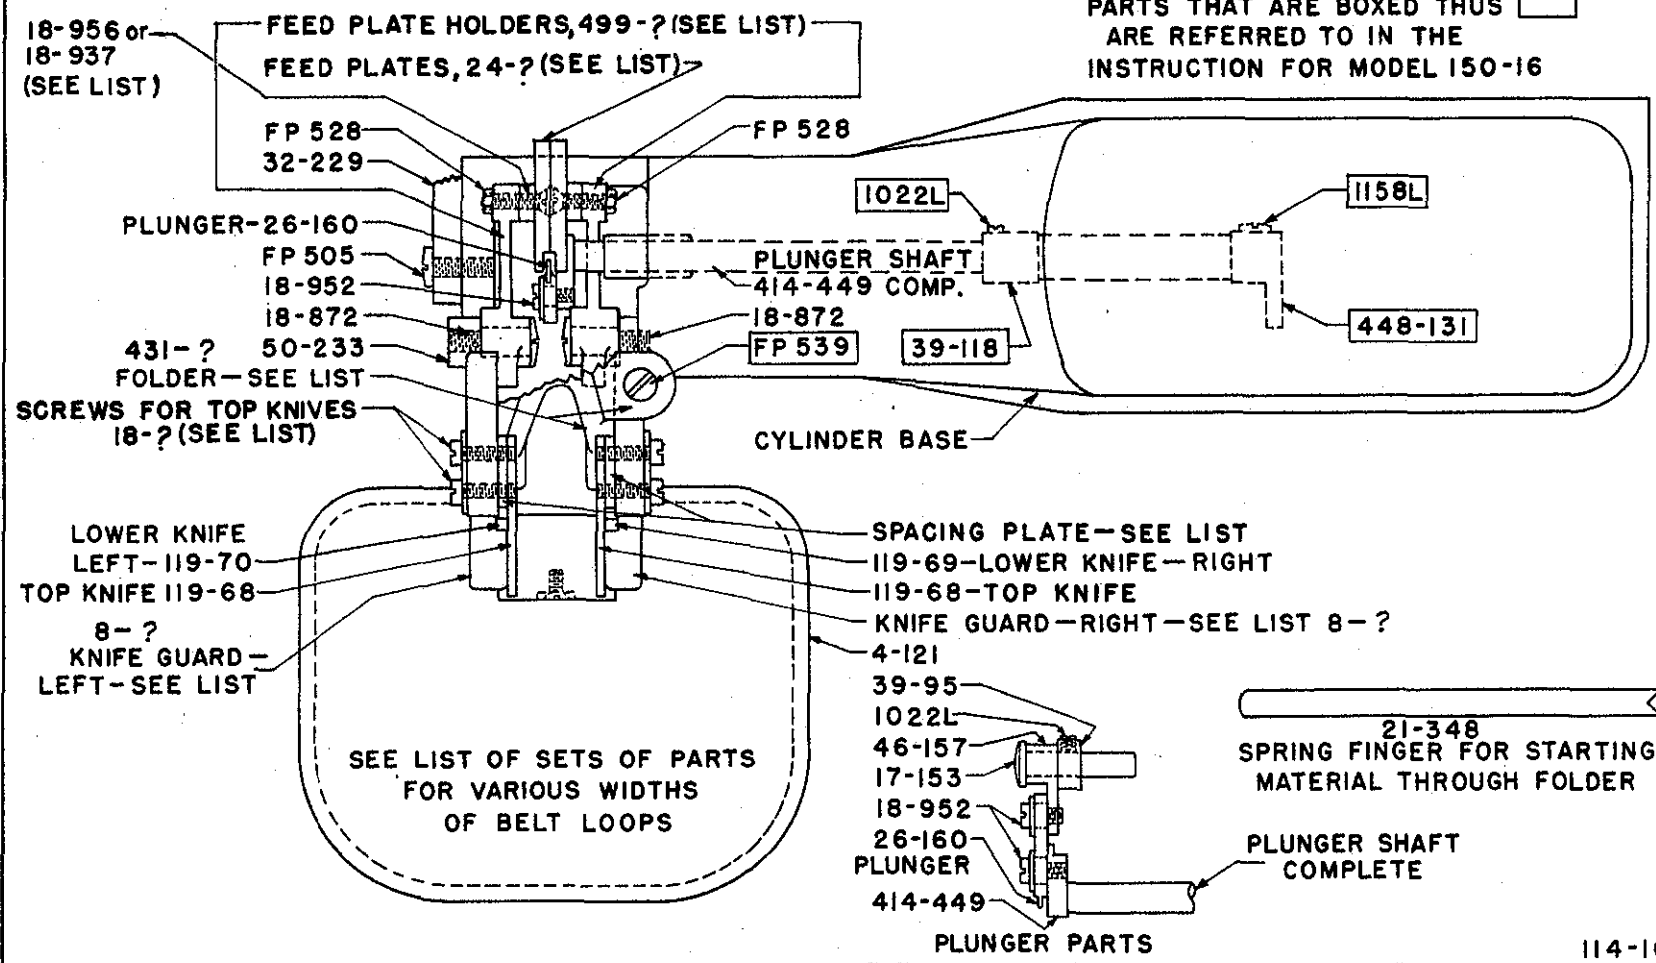 18-956 or
18-937
(SEE LIST)
FEED PLATE HOLDERS, 499-? (SEE LIST)
FEED PLATES, 24-? (SEE LIST)
PARTS THAT ARE BOXED THUS
ARE REFERRED TO IN THE
INSTRUCTION FOR MODEL 150-16
FP 528
32-229
FP 528
PLUNGER-26-160
FP 505
18-952
18-872
431-? 50-233
FOLDER-SEE LIST
SCREWS FOR TOP KNIVES
18-? (SEE LIST)
1022L
1158L
PLUNGER SHAFT
414-449 COMP.
18-872
FP 539
39-118
448-131
CYLINDER BASE
LOWER KNIFE
LEFT-119-70
TOP KNIFE 119-68
8-?
KNIFE GUARD-
LEFT-SEE LIST
SPACING PLATE-SEE LIST
119-69-LOWER KNIFE-RIGHT
119-68-TOP KNIFE
KNIFE GUARD-RIGHT-SEE LIST 8-?
4-121
SEE LIST OF SETS OF PARTS
FOR VARIOUS WIDTHS
OF BELT LOOPS
39-95
1022L
46-157
17-153
18-952
26-160
PLUNGER
414-449
PLUNGER PARTS
PLUNGER SHAFT
COMPLETE
21-348
SPRING FINGER FOR STARTING
MATERIAL THROUGH FOLDER